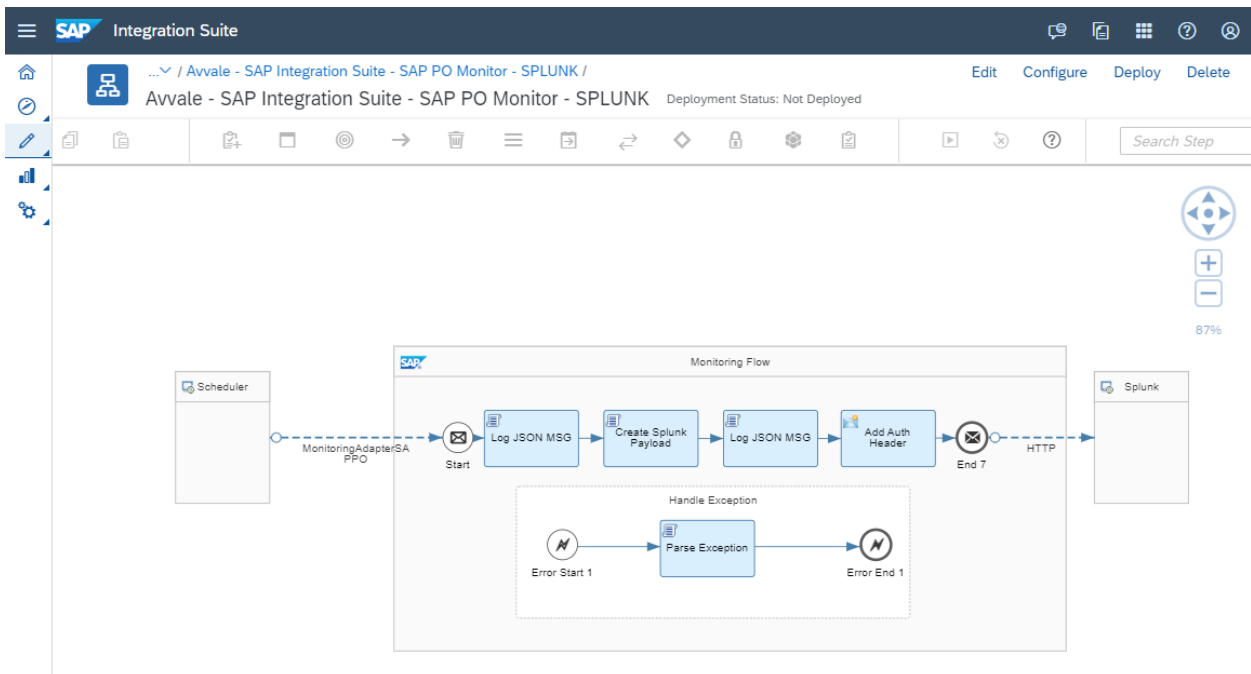 SAP Integration Suite
... / Avvale - SAP Integration Suite - SAP PO Monitor - SPLUNK /
Edit Configure Deploy Delete
Avvale - SAP Integration Suite - SAP PO Monitor - SPLUNK Deployment Status: Not Deployed
Search Step
87%
SAP Monitoring Flow
Scheduler
Splunk
Log JSON MSG
Create Splunk
Payload
Log JSON MSG
Add Auth
Header
MonitoringAdapterSA
PPO
Start
End 7
HTTP
Handle Exception
Parse Exception
Error Start 1
Error End 1